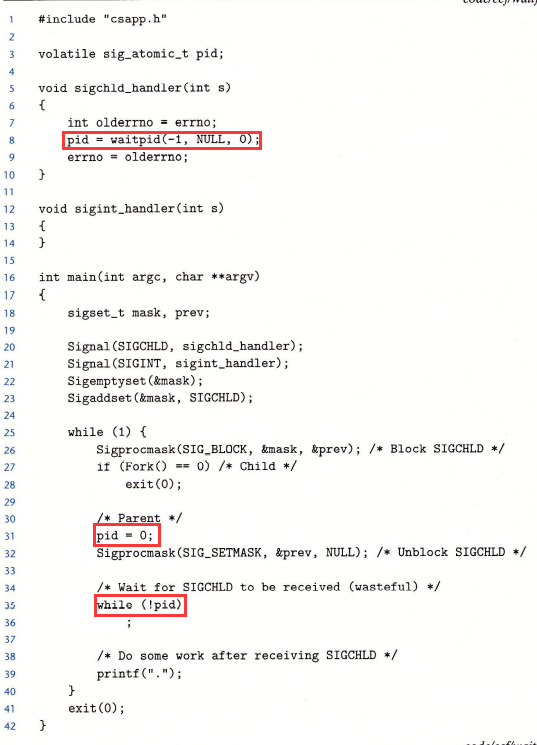 1 #include "csapp.h"
2
3 volatile sig_atomic_t pid;
4
5 void sigchld_handler(int s)
6 {
7     int olderrno = errno;
8     pid = waitpid(-1, NULL, 0);
9     errno = olderrno;
10 }
11
12 void sigint_handler(int s)
13 {
14 }
15
16 int main(int argc, char **argv)
17 {
18     sigset_t mask, prev;
19
20     Signal(SIGCHLD, sigchld_handler);
21     Signal(SIGINT, sigint_handler);
22     Sigemptyset(&mask);
23     Sigaddset(&mask, SIGCHLD);
24
25     while (1) {
26         Sigprocmask(SIG_BLOCK, &mask, &prev); /* Block SIGCHLD */
27         if (Fork() == 0) /* Child */
28             exit(0);
29
30         /* Parent */
31         pid = 0;
32         Sigprocmask(SIG_SETMASK, &prev, NULL); /* Unblock SIGCHLD */
33
34         /* Wait for SIGCHLD to be received (wasteful) */
35         while (!pid)
36             ;
37
38         /* Do some work after receiving SIGCHLD */
39         printf(".");
40     }
41     exit(0);
42 }